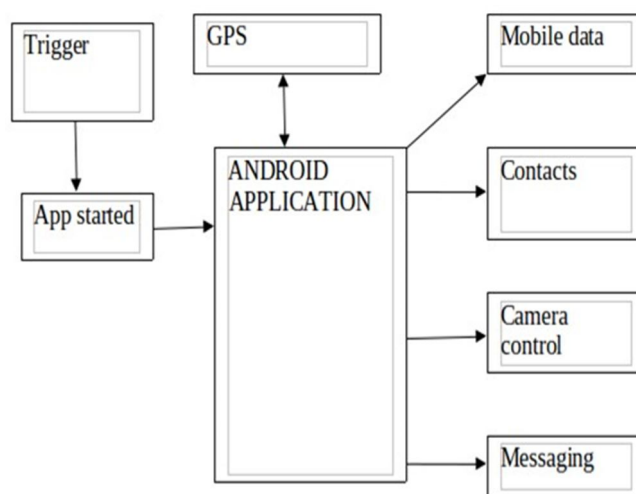 Trigger
GPS
Mobile data
App started
ANDROID
APPLICATION
Contacts
Camera
control
Messaging